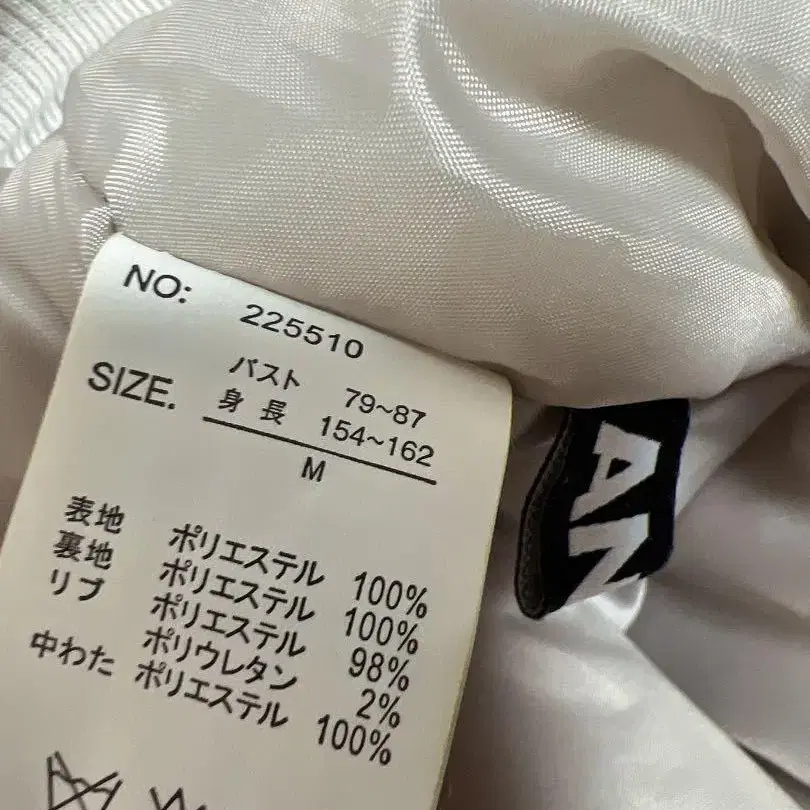 NO: 225510
SIZE. バスト 79~87
身長 154~162
M
表地 ポリエステル 100%
裏地 ポリエステル 100%
リブ ポリエステル 98%
ポリウレタン 2%
中わた ポリエステル 100%
AN